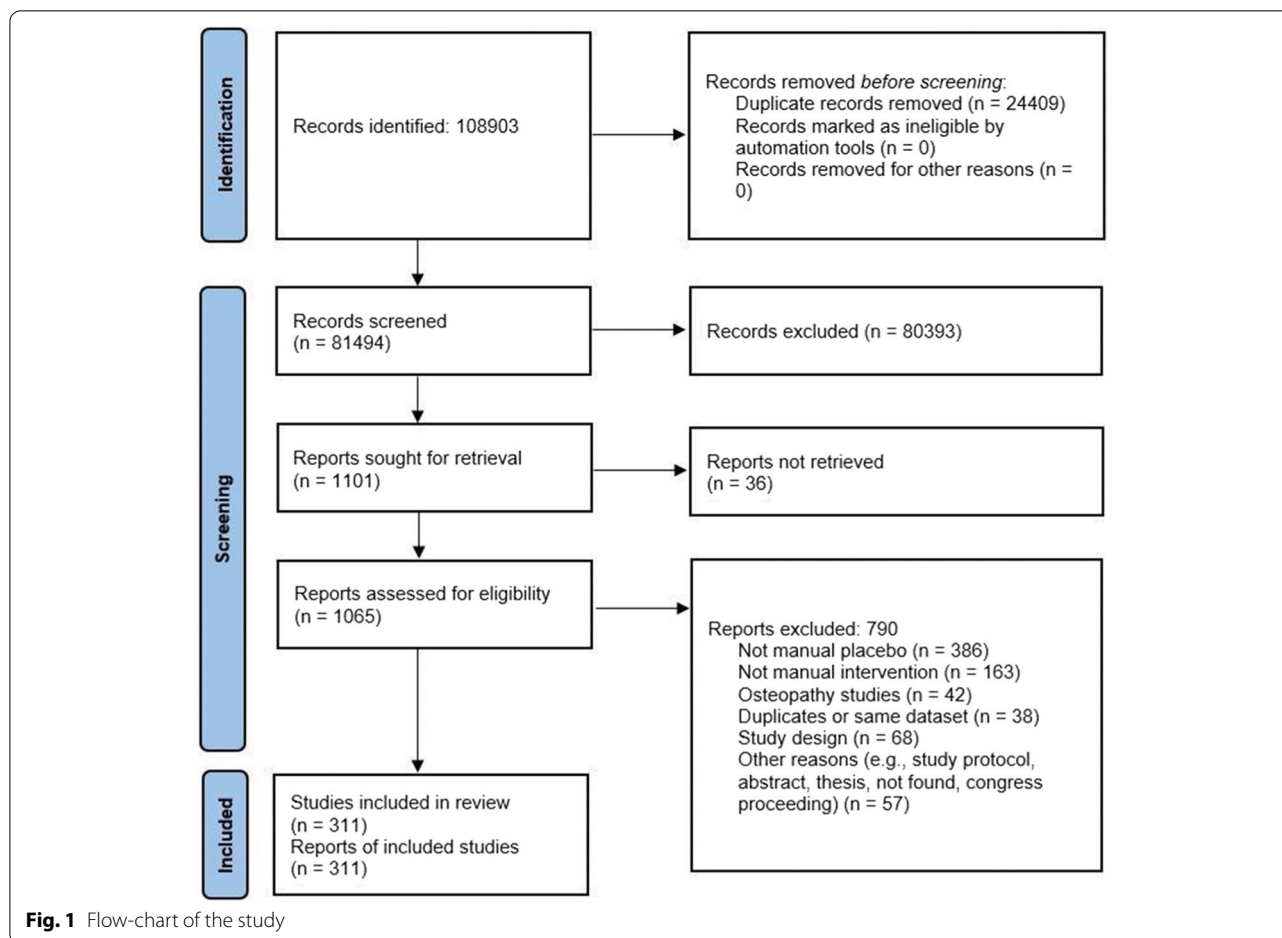 Identification
Records identified: 108903
Records removed before screening:
Duplicate records removed (n = 24409)
Records marked as ineligible by
automation tools (n = 0)
Records removed for other reasons (n =
0)
Screening
Records screened
(n = 81494)
Records excluded (n = 80393)
Reports sought for retrieval
(n = 1101)
Reports not retrieved
(n = 36)
Reports assessed for eligibility
(n = 1065)
Reports excluded: 790
Not manual placebo (n = 386)
Not manual intervention (n = 163)
Osteopathy studies (n = 42)
Duplicates or same dataset (n = 38)
Study design (n = 68)
Other reasons (e.g., study protocol,
abstract, thesis, not found, congress
proceeding) (n = 57)
Included
Studies included in review
(n = 311)
Reports of included studies
(n = 311)
Fig. 1 Flow-chart of the study